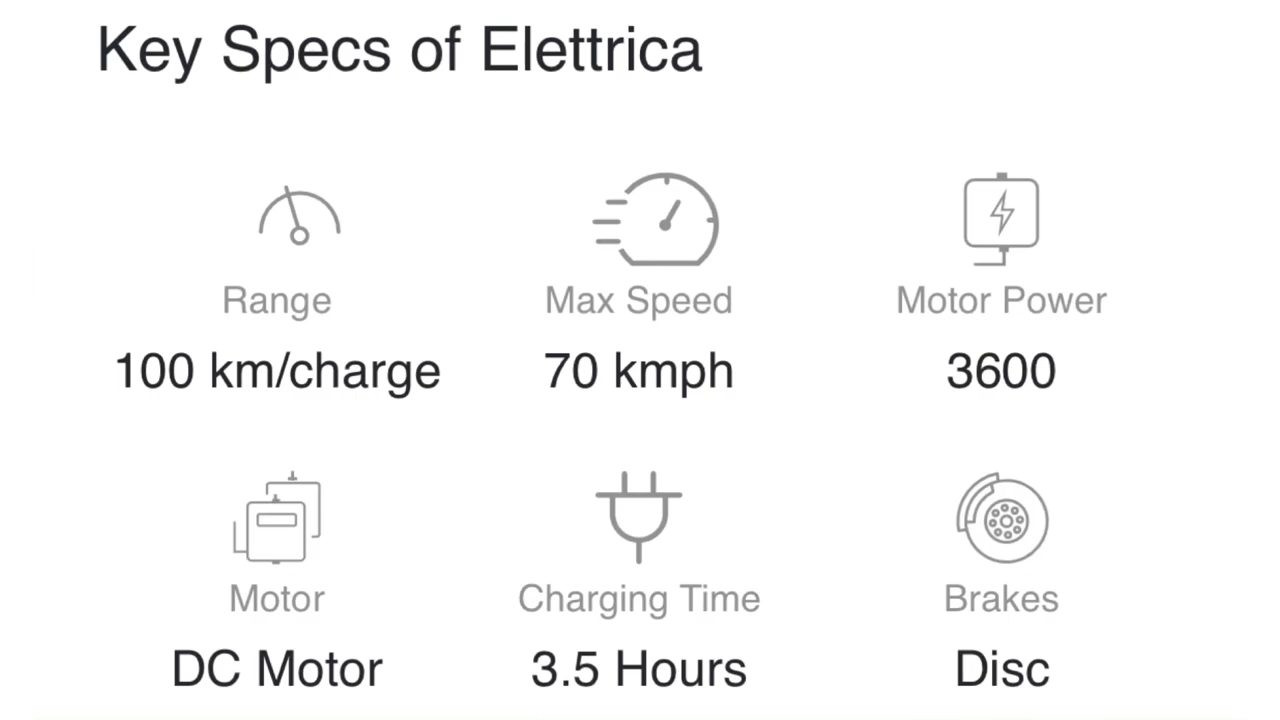 Key Specs of Elettrica
Range
Max Speed
Motor Power
100 km/charge
70 kmph
3600
Motor
Charging Time
Brakes
DC Motor
3.5 Hours
Disc